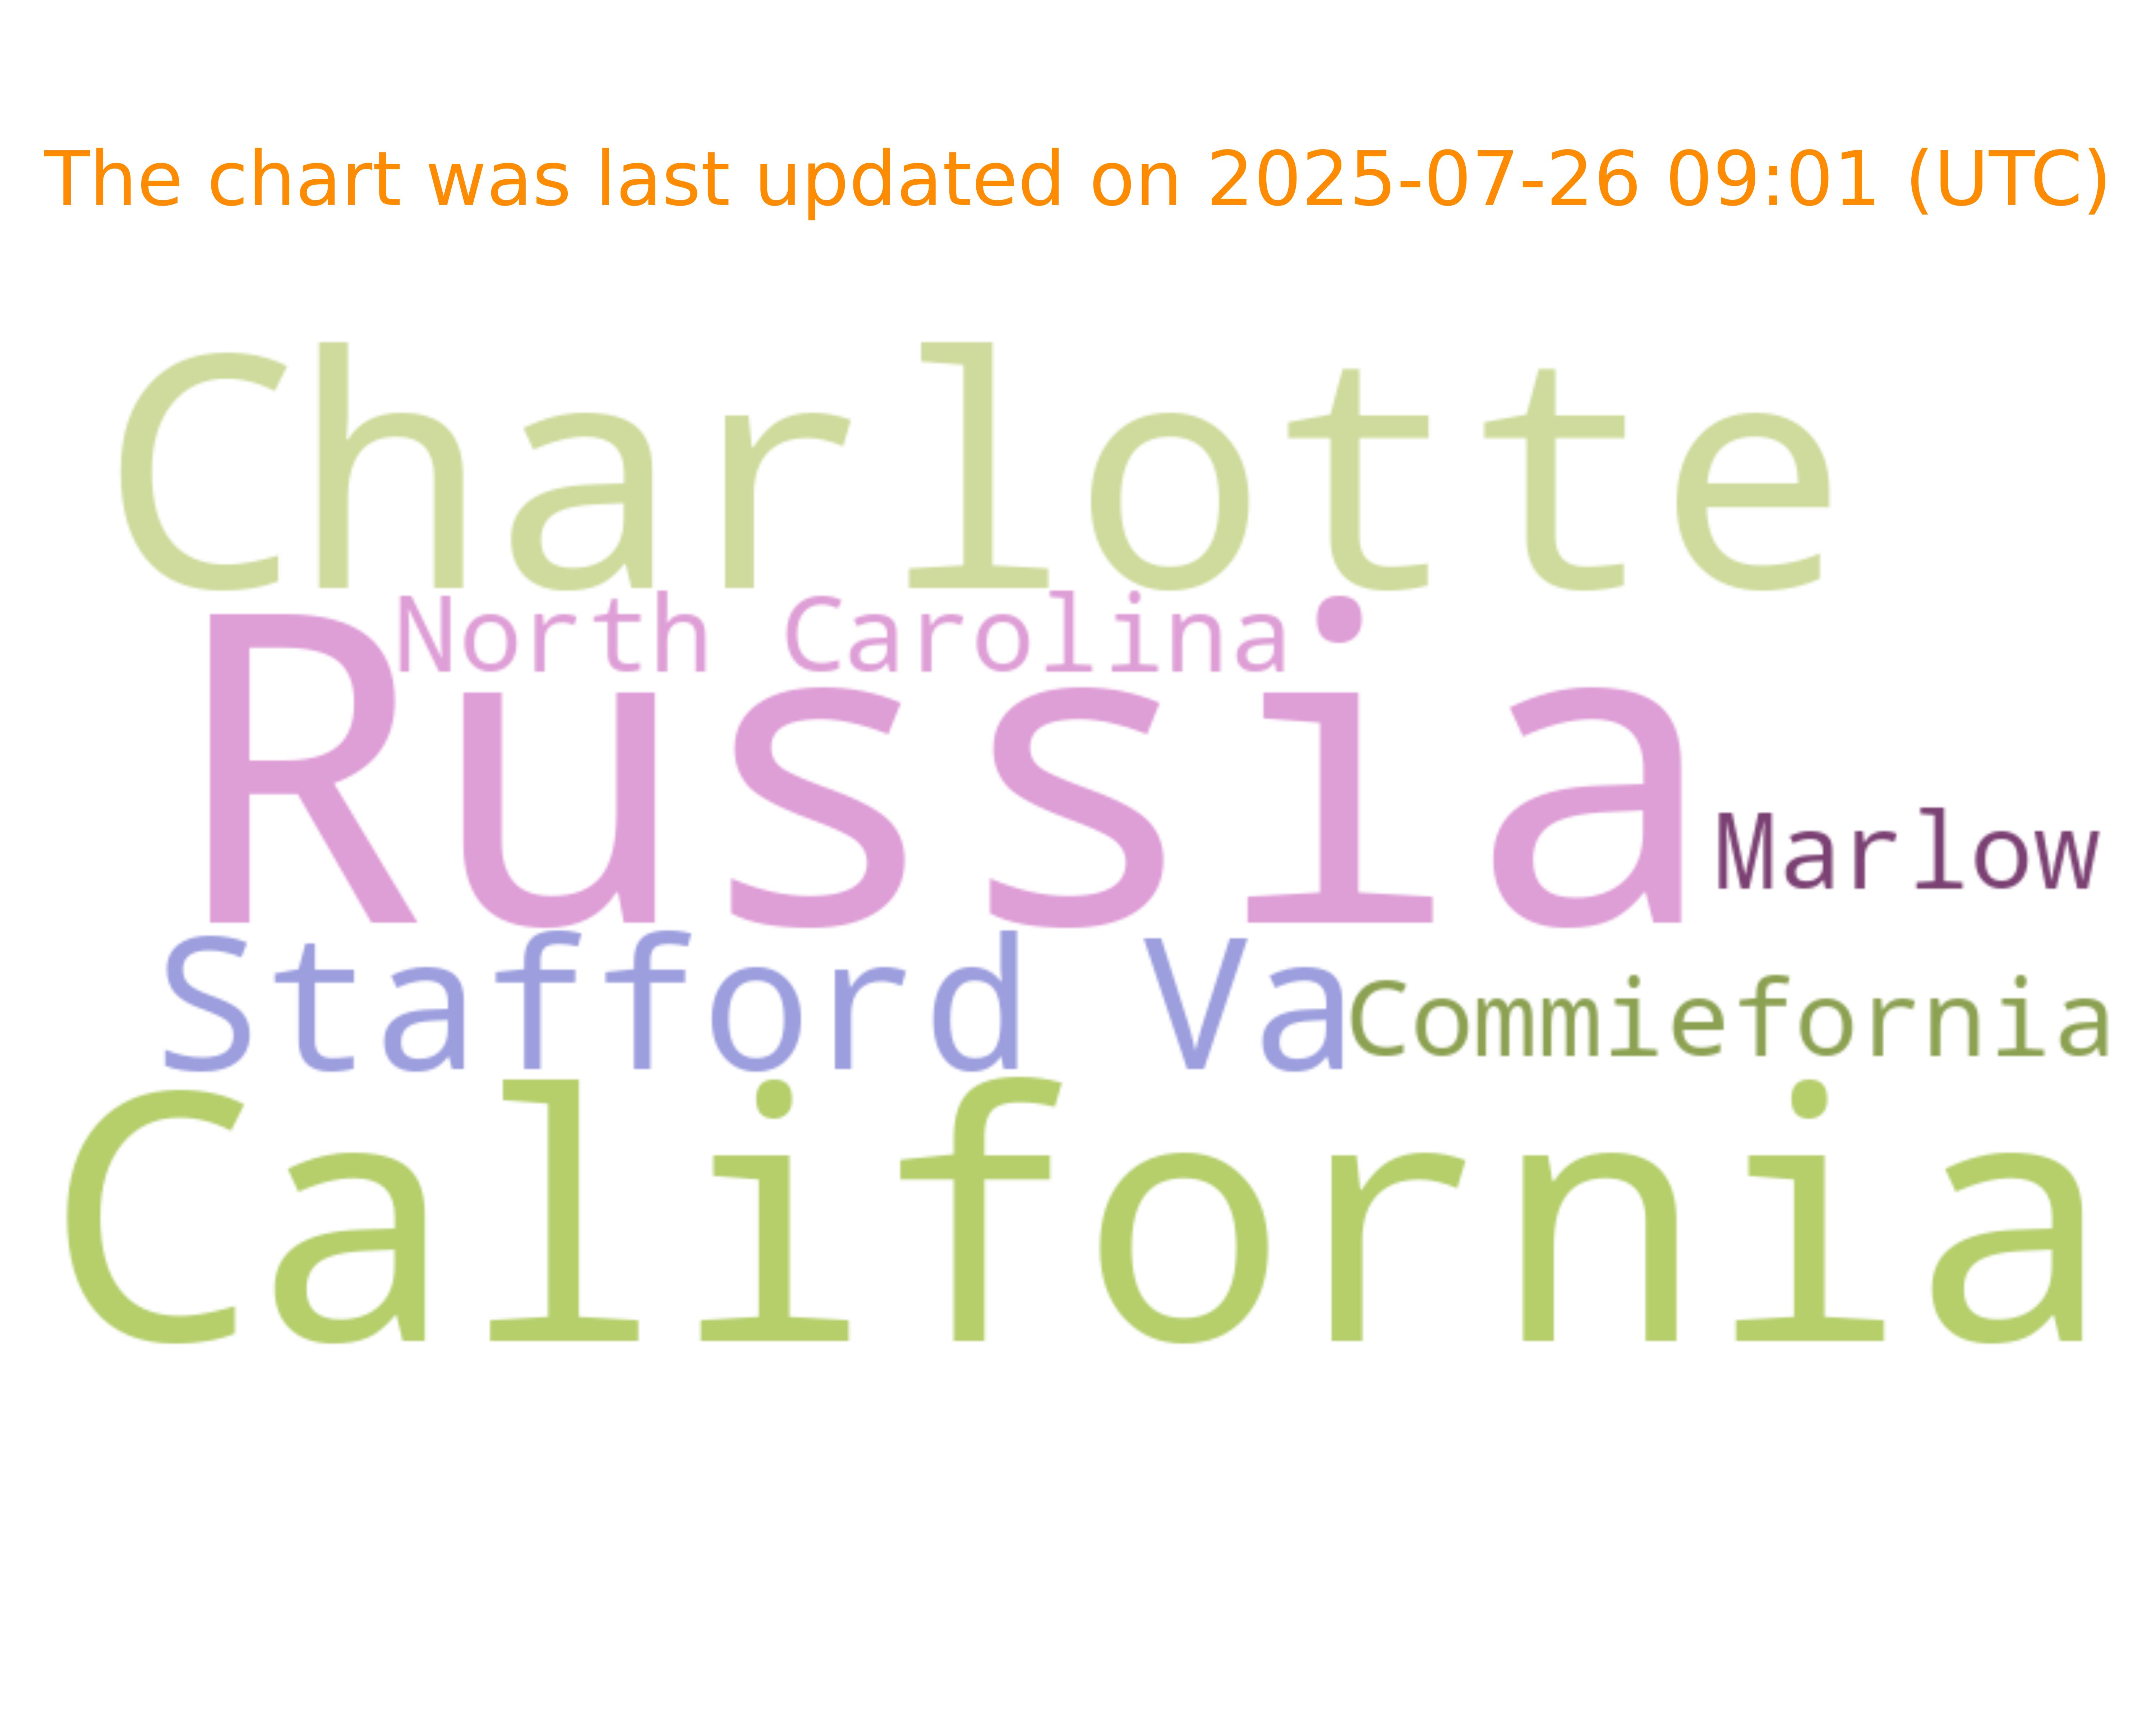 The chart was last updated on 2025-07-26 09:01 (UTC)
Charlotte
North Carolina
Russia
Marlow
Stafford Va
Commiefornia
California